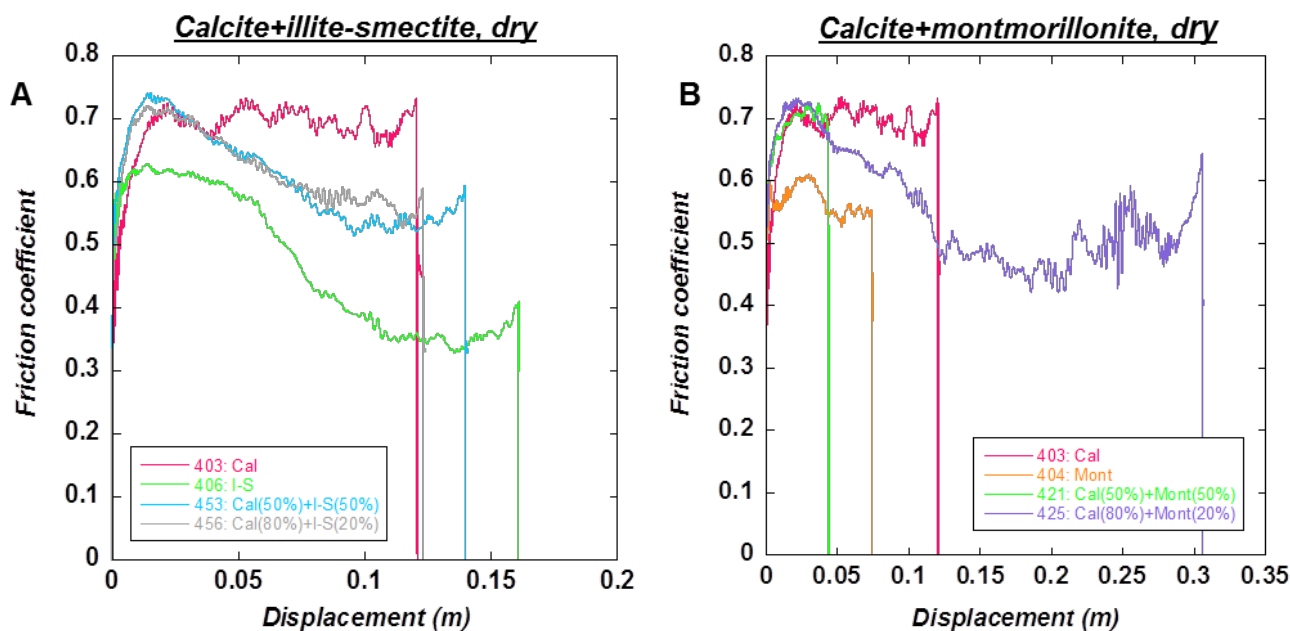 Calcite+illite-smectite, dry
A
Friction coefficient
0.8
0.7
0.6
0.5
0.4
0.3
0.2
0.1
0
403: Cal
406: I-S
453: Cal(50%)+I-S(50%)
456: Cal(80%)+I-S(20%)
0 0.05 0.1 0.15 0.2
Displacement (m)
Calcite+montmorillonite, dry
B
Friction coefficient
0.8
0.7
0.6
0.5
0.4
0.3
0.2
0.1
0
403: Cal
404: Mont
421: Cal(50%)+Mont(50%)
425: Cal(80%)+Mont(20%)
0 0.05 0.1 0.15 0.2 0.25 0.3 0.35
Displacement (m)